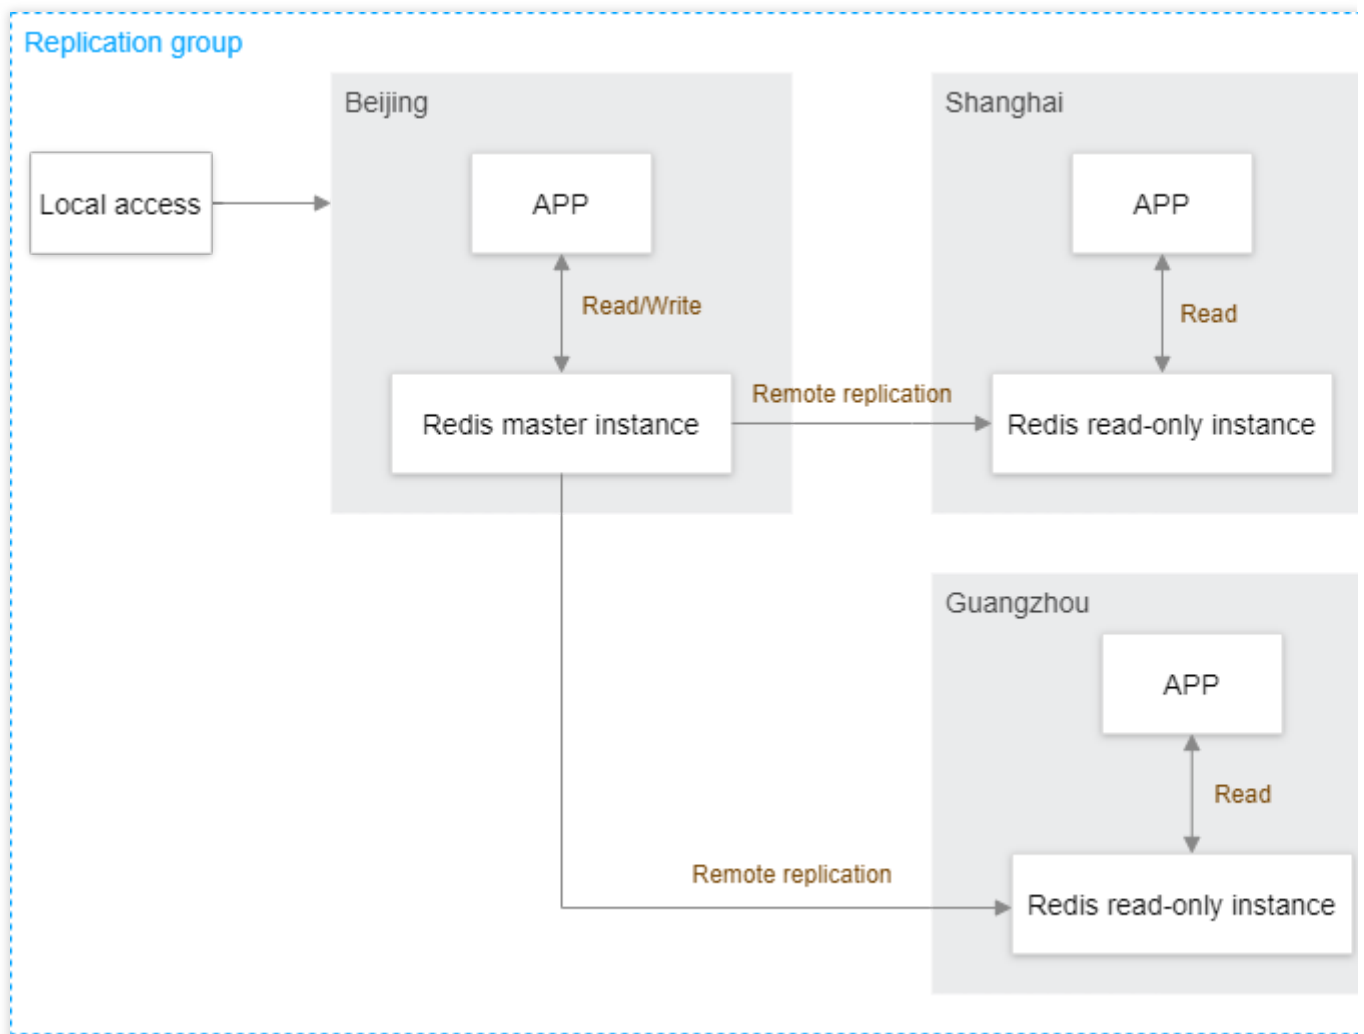 Replication group
Beijing
Shanghai
Local access
APP
APP
Read/Write
Read
Remote replication
Redis master instance
Redis read-only instance
Guangzhou
APP
Read
Remote replication
Redis read-only instance